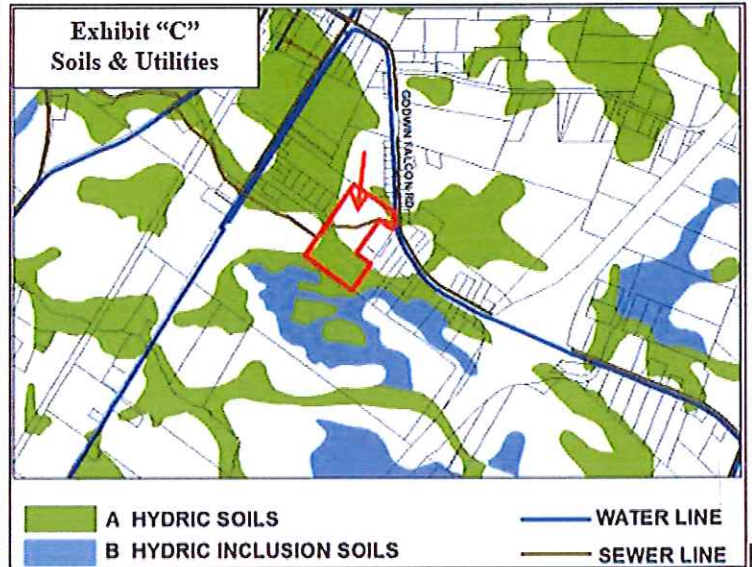 Exhibit “C”
Soils & Utilities
GODWIN FALCON RD.
A HYDRIC SOILS
B HYDRIC INCLUSION SOILS
WATER LINE
SEWER LINE